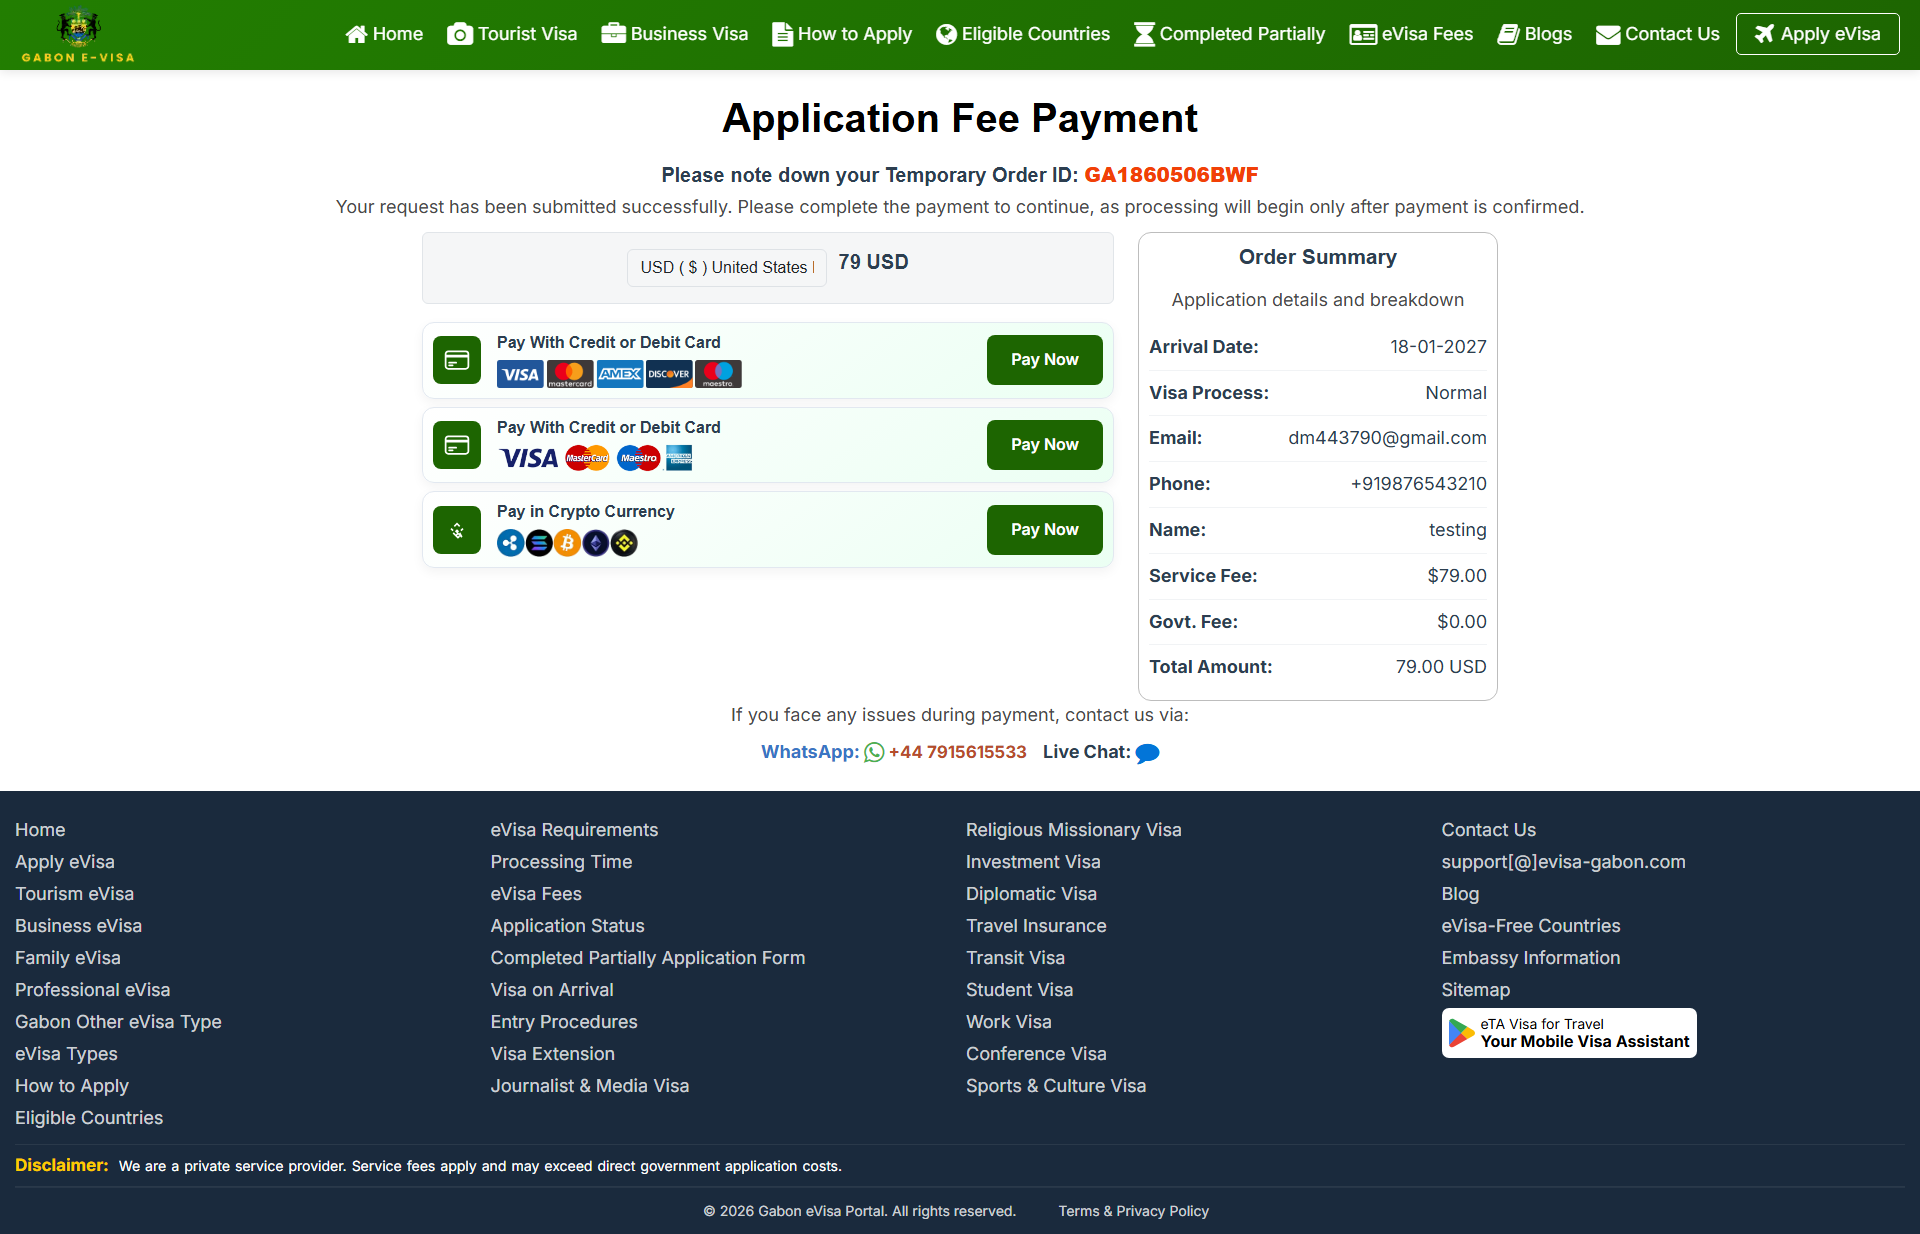 GABON E-VISA
Home
Tourist Visa
Business Visa
How to Apply
Eligible Countries
Completed Partially
eVisa Fees
Blogs
Contact Us
Apply eVisa
Application Fee Payment
Please note down your Temporary Order ID: GA1860506BWF
Your request has been submitted successfully. Please complete the payment to continue, as processing will begin only after payment is confirmed.
USD ( $ ) United States
79 USD
Pay With Credit or Debit Card
VISA mastercard AMEX DISCOVER maestro
Pay Now
Pay With Credit or Debit Card
VISA MasterCard Maestro
Pay Now
Pay in Crypto Currency
Pay Now
Order Summary
Application details and breakdown
Arrival Date: 18-01-2027
Visa Process: Normal
Email: dm443790@gmail.com
Phone: +919876543210
Name: testing
Service Fee: $79.00
Govt. Fee: $0.00
Total Amount: 79.00 USD
If you face any issues during payment, contact us via:
WhatsApp: +44 7915615533 Live Chat:
Home
Apply eVisa
Tourism eVisa
Business eVisa
Family eVisa
Professional eVisa
Gabon Other eVisa Type
eVisa Types
How to Apply
Eligible Countries
eVisa Requirements
Processing Time
eVisa Fees
Application Status
Completed Partially Application Form
Visa on Arrival
Entry Procedures
Visa Extension
Journalist & Media Visa
Religious Missionary Visa
Investment Visa
Diplomatic Visa
Travel Insurance
Transit Visa
Student Visa
Work Visa
Conference Visa
Sports & Culture Visa
Contact Us
support[@]evisa-gabon.com
Blog
eVisa-Free Countries
Embassy Information
Sitemap
eTA Visa for Travel
Your Mobile Visa Assistant
Disclaimer: We are a private service provider. Service fees apply and may exceed direct government application costs.
© 2026 Gabon eVisa Portal. All rights reserved. Terms & Privacy Policy